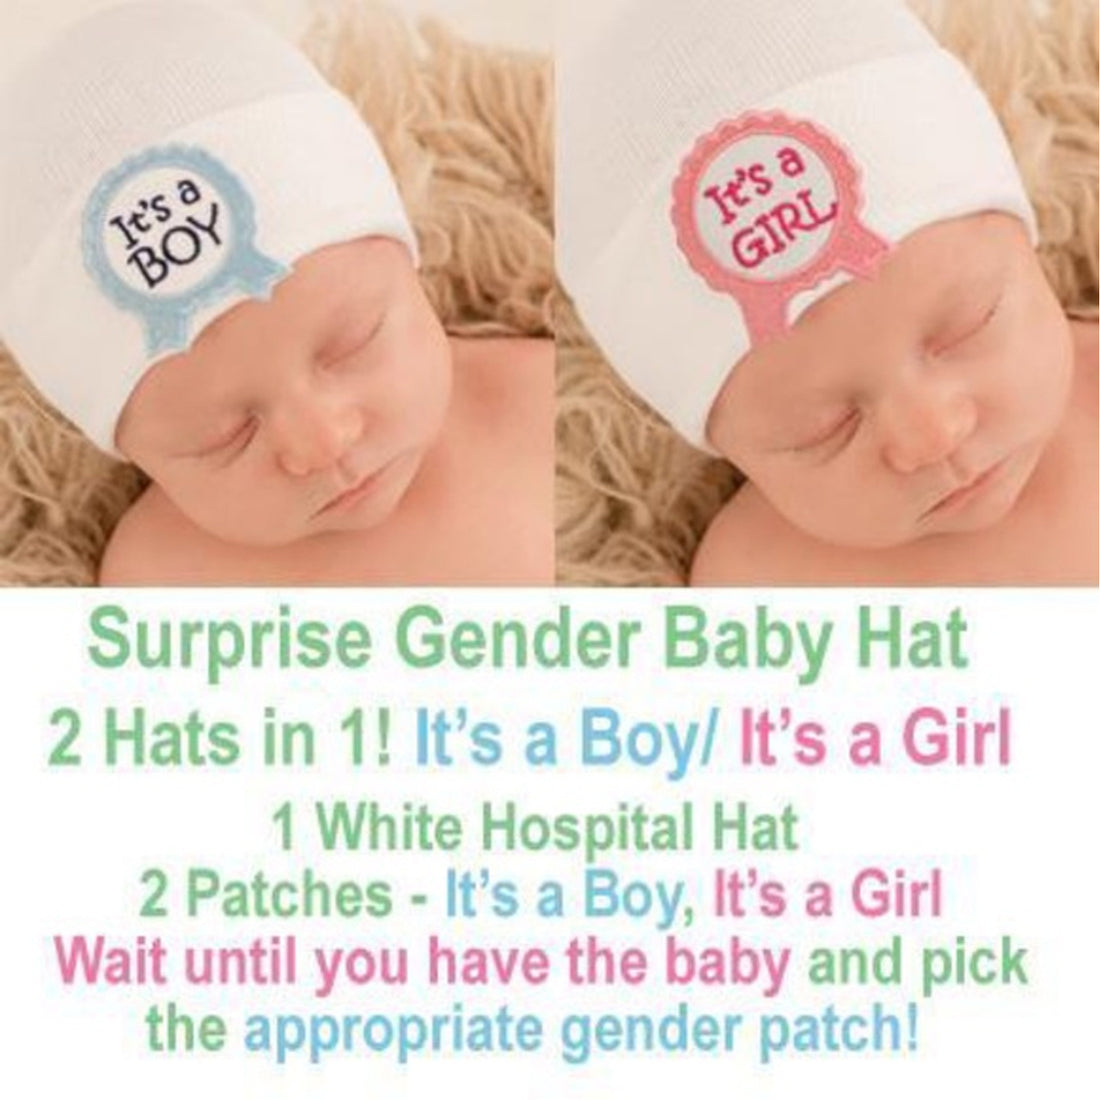 It's a
BOY
It's a
GIRL
Surprise Gender Baby Hat
2 Hats in 1! It's a Boy/ It's a Girl
1 White Hospital Hat
2 Patches - It's a Boy, It's a Girl
Wait until you have the baby and pick
the appropriate gender patch!